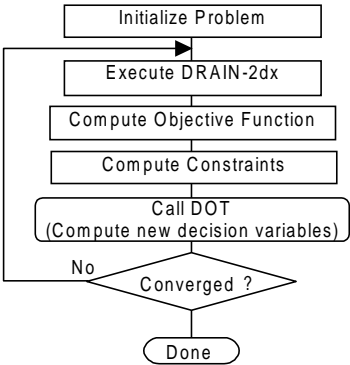 Initialize Problem
Execute DRAIN-2dx
Compute Objective Function
Compute Constraints
Call DOT
(Compute new decision variables)
No
Converged ?
Done